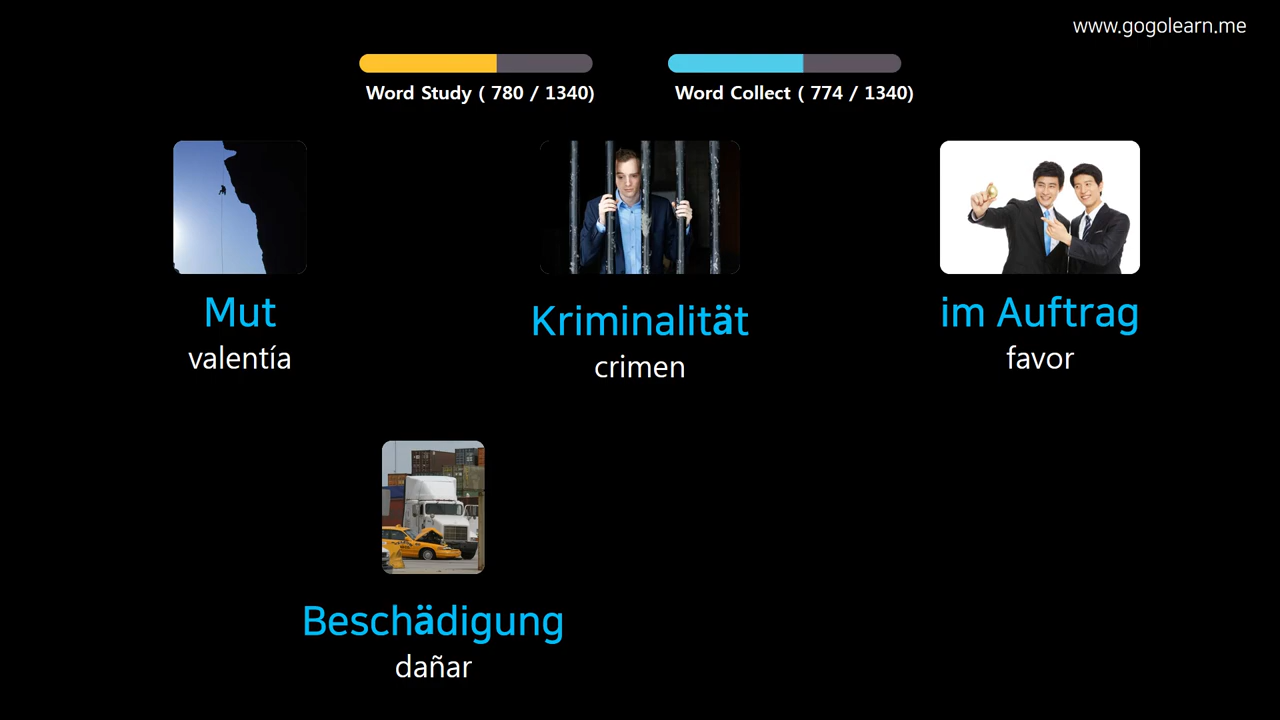 www.gogolearn.me
Word Study ( 780 / 1340)
Word Collect ( 774 / 1340)
Mut
valentía
Kriminalität
crimen
im Auftrag
favor
Beschädigung
dañar